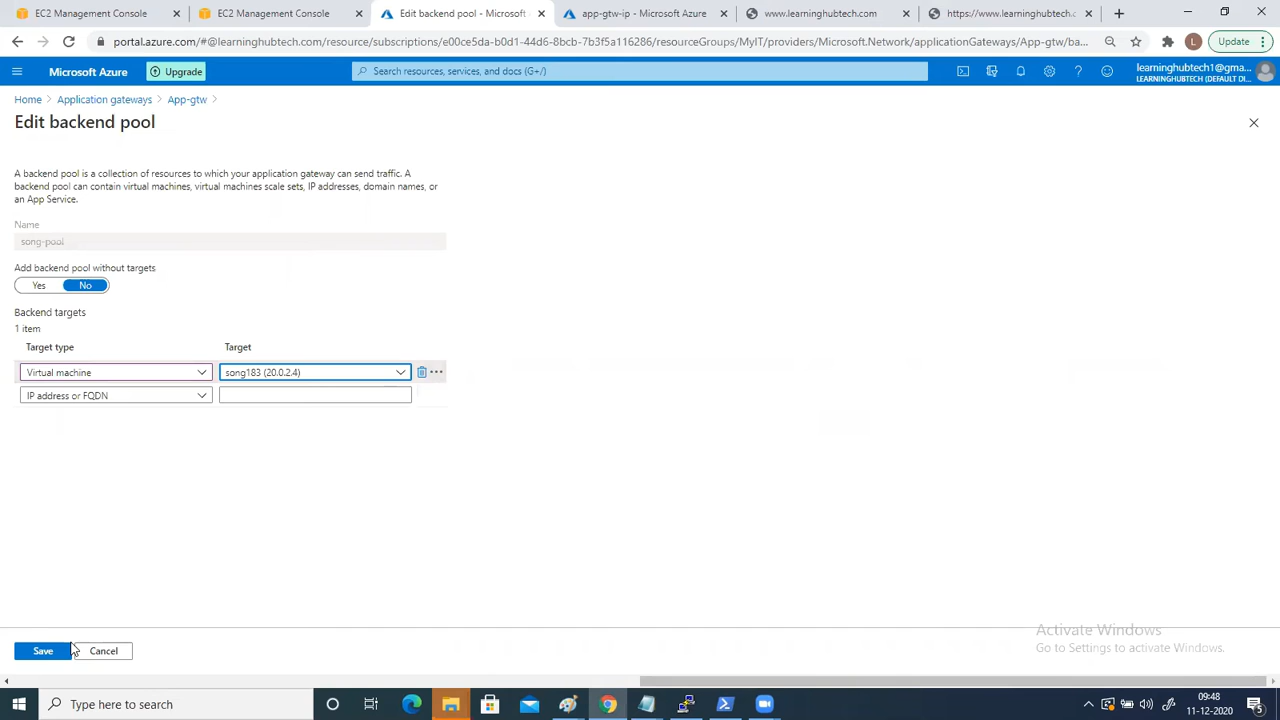 EC2 Management Console
EC2 Management Console
Edit backend pool - Microsoft
app-gtw-ip - Microsoft Azure
www.learninghubtech.com
https://www.learninghubtech.c
portal.azure.com/#@learninghubtech.com/resource/subscriptions/e00ce5da-b0d1-44d6-8bcb-7b3f5a116286/resourceGroups/MyIT/providers/Microsoft.Network/applicationGateways/App-gtw/ba...
L
Update
Microsoft Azure
Upgrade
Search resources, services, and docs (G+/)
learninghubtech1@gma...
LEARNINGHUBTECH (DEFAULT DI...
Home > Application gateways > App-gtw >
Edit backend pool
A backend pool is a collection of resources to which your application gateway can send traffic. A
backend pool can contain virtual machines, virtual machines scale sets, IP addresses, domain names, or
an App Service.
Name
song-pool
Add backend pool without targets
Yes No
Backend targets
1 item
Target type Target
Virtual machine song183 (20.0.2.4)
IP address or FQDN
Save Cancel
Activate Windows
Go to Settings to activate Windows.
Type here to search
09:48
11-12-2020